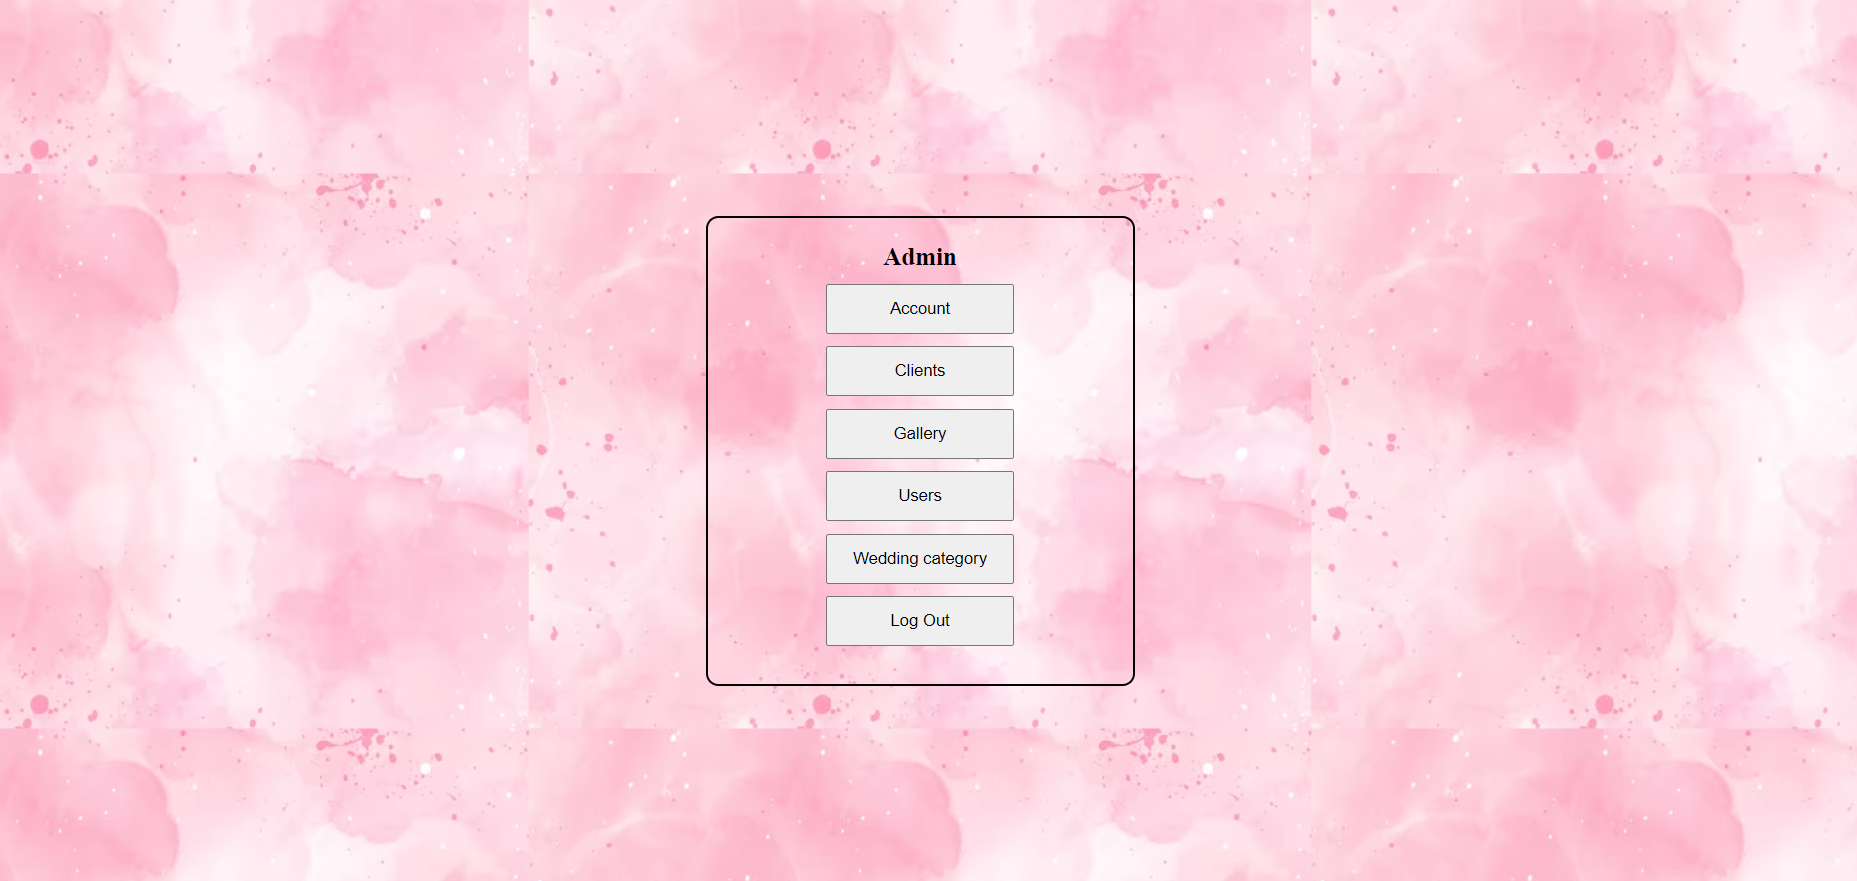 Admin
Account
Clients
Gallery
Users
Wedding category
Log Out